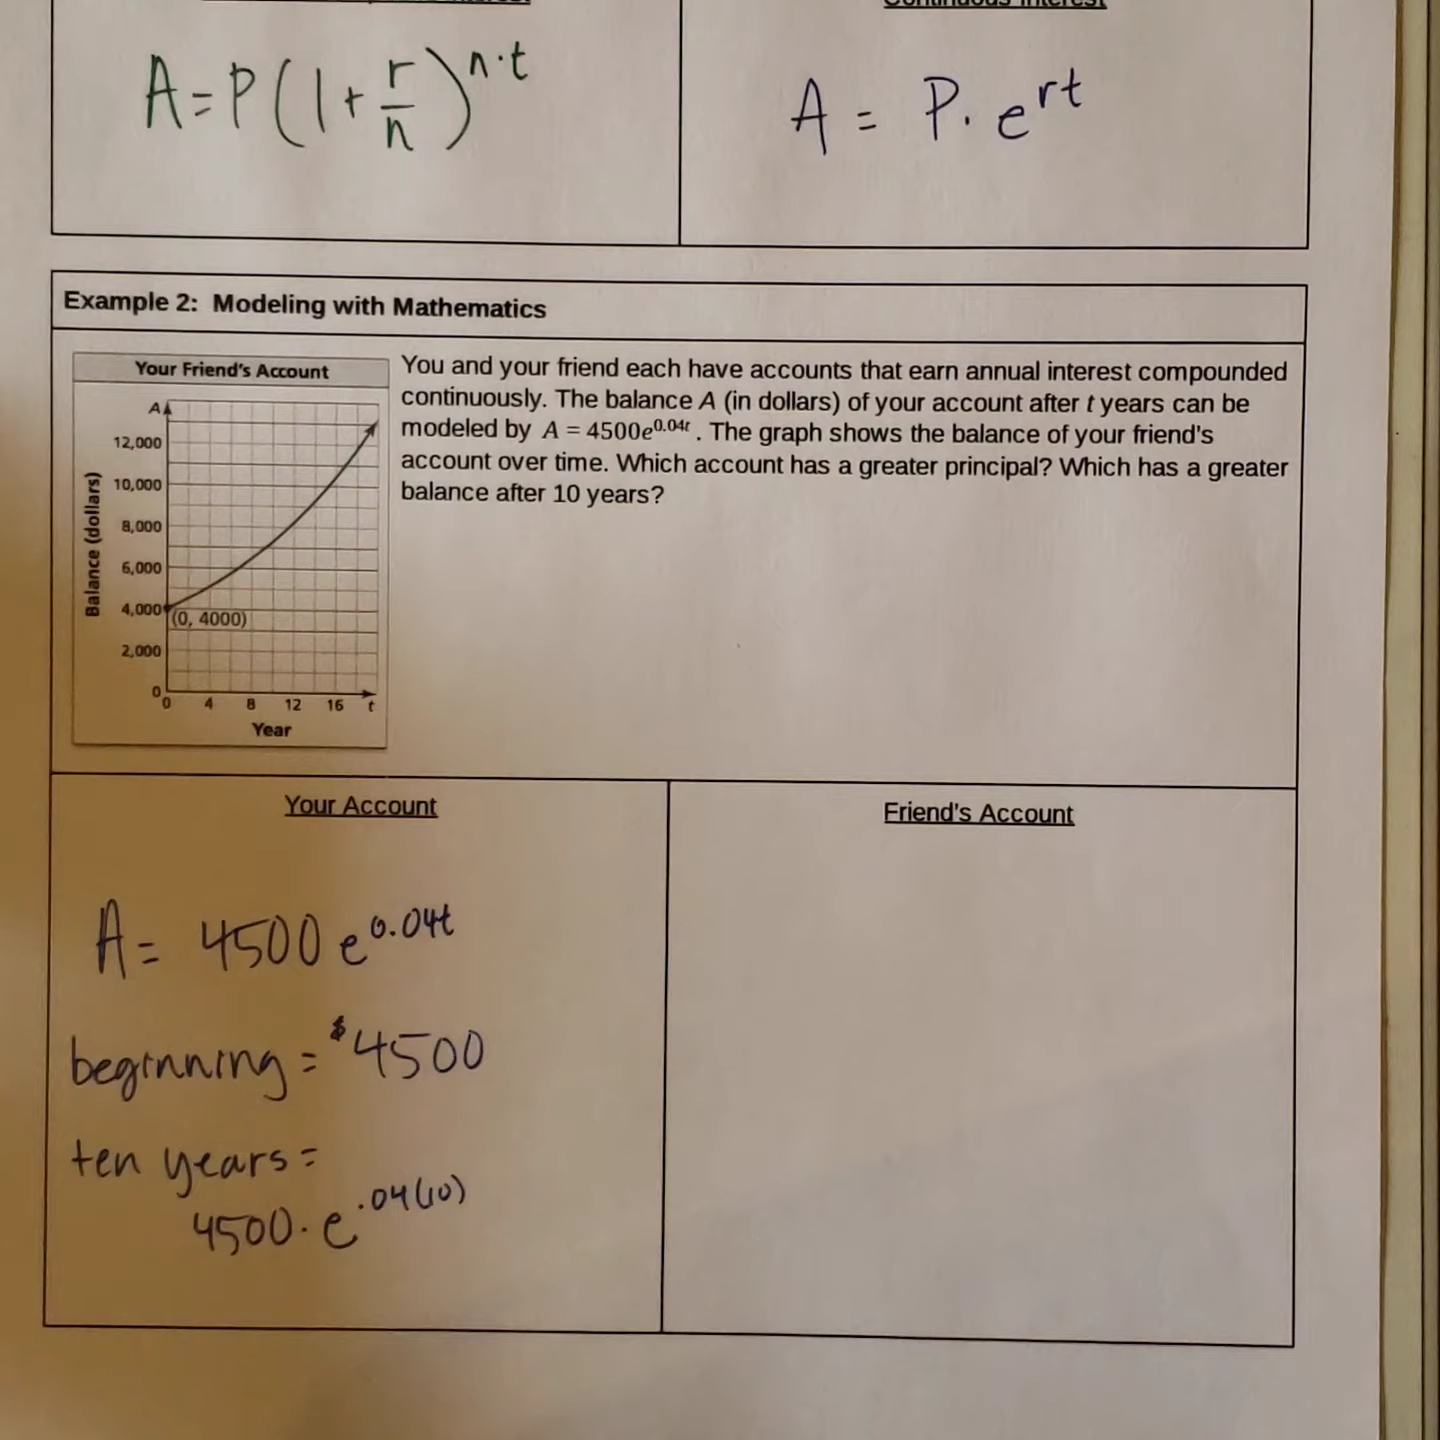 Continuous Interest
A = P(1 + r/n)^n·t
A = P · e^rt
Example 2: Modeling with Mathematics
Your Friend's Account
A
12,000
10,000
8,000
6,000
4,000
2,000
0
Balance (dollars)
(0, 4000)
0 4 8 12 16 t
Year
You and your friend each have accounts that earn annual interest compounded
continuously. The balance A (in dollars) of your account after t years can be
modeled by A = 4500e^0.04t. The graph shows the balance of your friend's
account over time. Which account has a greater principal? Which has a greater
balance after 10 years?
Your Account
A = 4500 e^0.04t
beginning = $4500
ten years =
4500 · e^.04(10)
Friend's Account